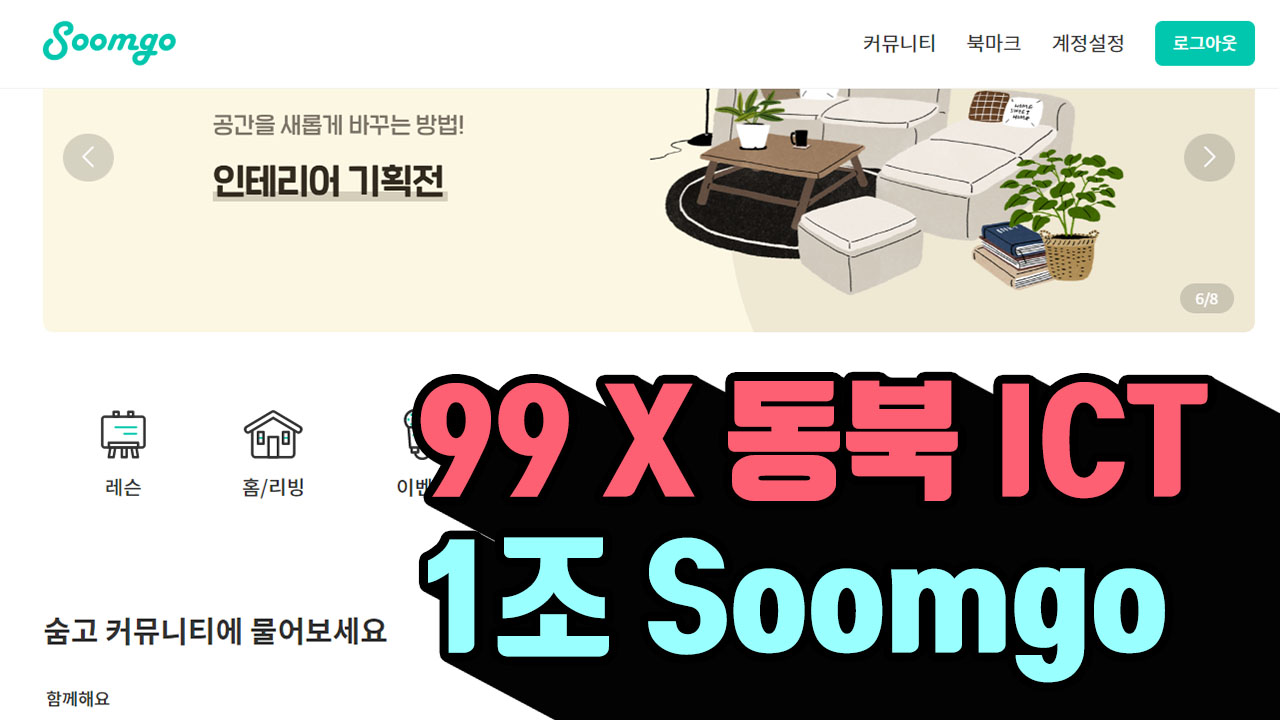 Soomgo
커뮤니티 북마크 계정설정 로그아웃
공간을 새롭게 바꾸는 방법!
인테리어 기획전
HOME SWEET HOME
6/8
99 X 동북 ICT
레슨 홈/리빙 이벤
1조 Soomgo
숨고 커뮤니티에 물어보세요
함께해요